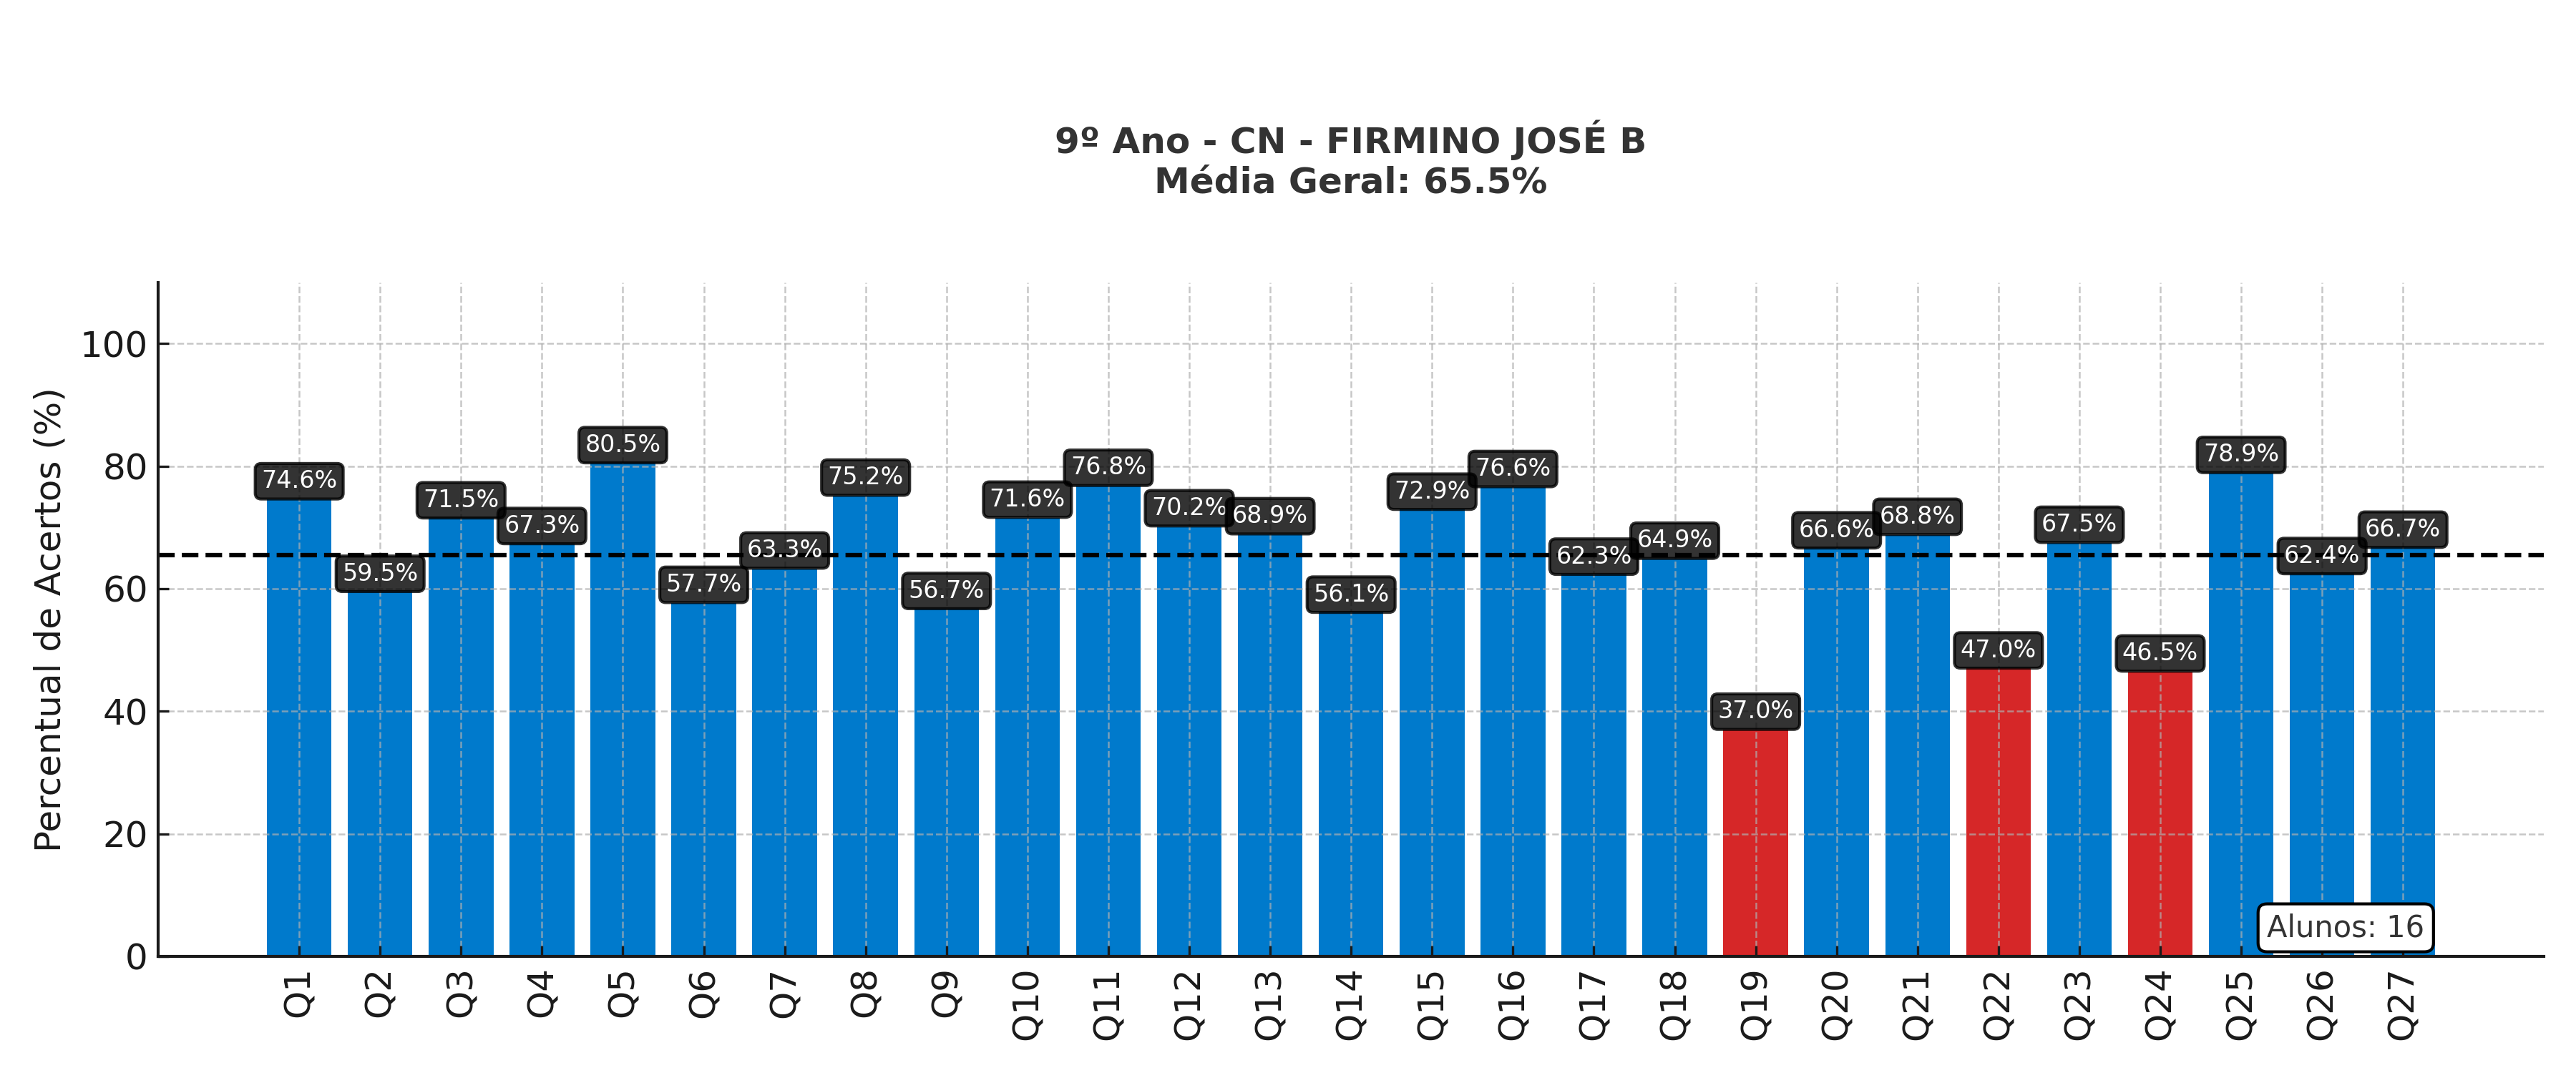 9º Ano - CN - FIRMINO JOSÉ B
Média Geral: 65.5%
Percentual de Acertos (%)
100
80
60
40
20
0
74.6%
59.5%
71.5%
67.3%
80.5%
57.7%
63.3%
75.2%
56.7%
71.6%
76.8%
70.2%
68.9%
56.1%
72.9%
76.6%
62.3%
64.9%
37.0%
66.6%
68.8%
47.0%
67.5%
46.5%
78.9%
62.4%
66.7%
Alunos: 16
Q1
Q2
Q3
Q4
Q5
Q6
Q7
Q8
Q9
Q10
Q11
Q12
Q13
Q14
Q15
Q16
Q17
Q18
Q19
Q20
Q21
Q22
Q23
Q24
Q25
Q26
Q27